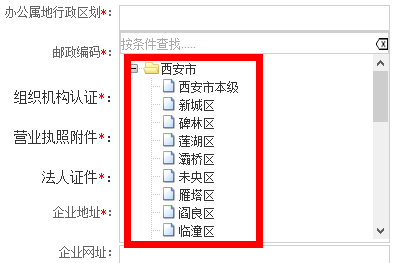 办公属地行政区划*:
邮政编码*:
按条件查找.....
西安市
西安市本级
组织机构认证*:
新城区
碑林区
营业执照附件*:
莲湖区
灞桥区
法人证件*:
未央区
雁塔区
企业地址*:
阎良区
临潼区
企业网址: